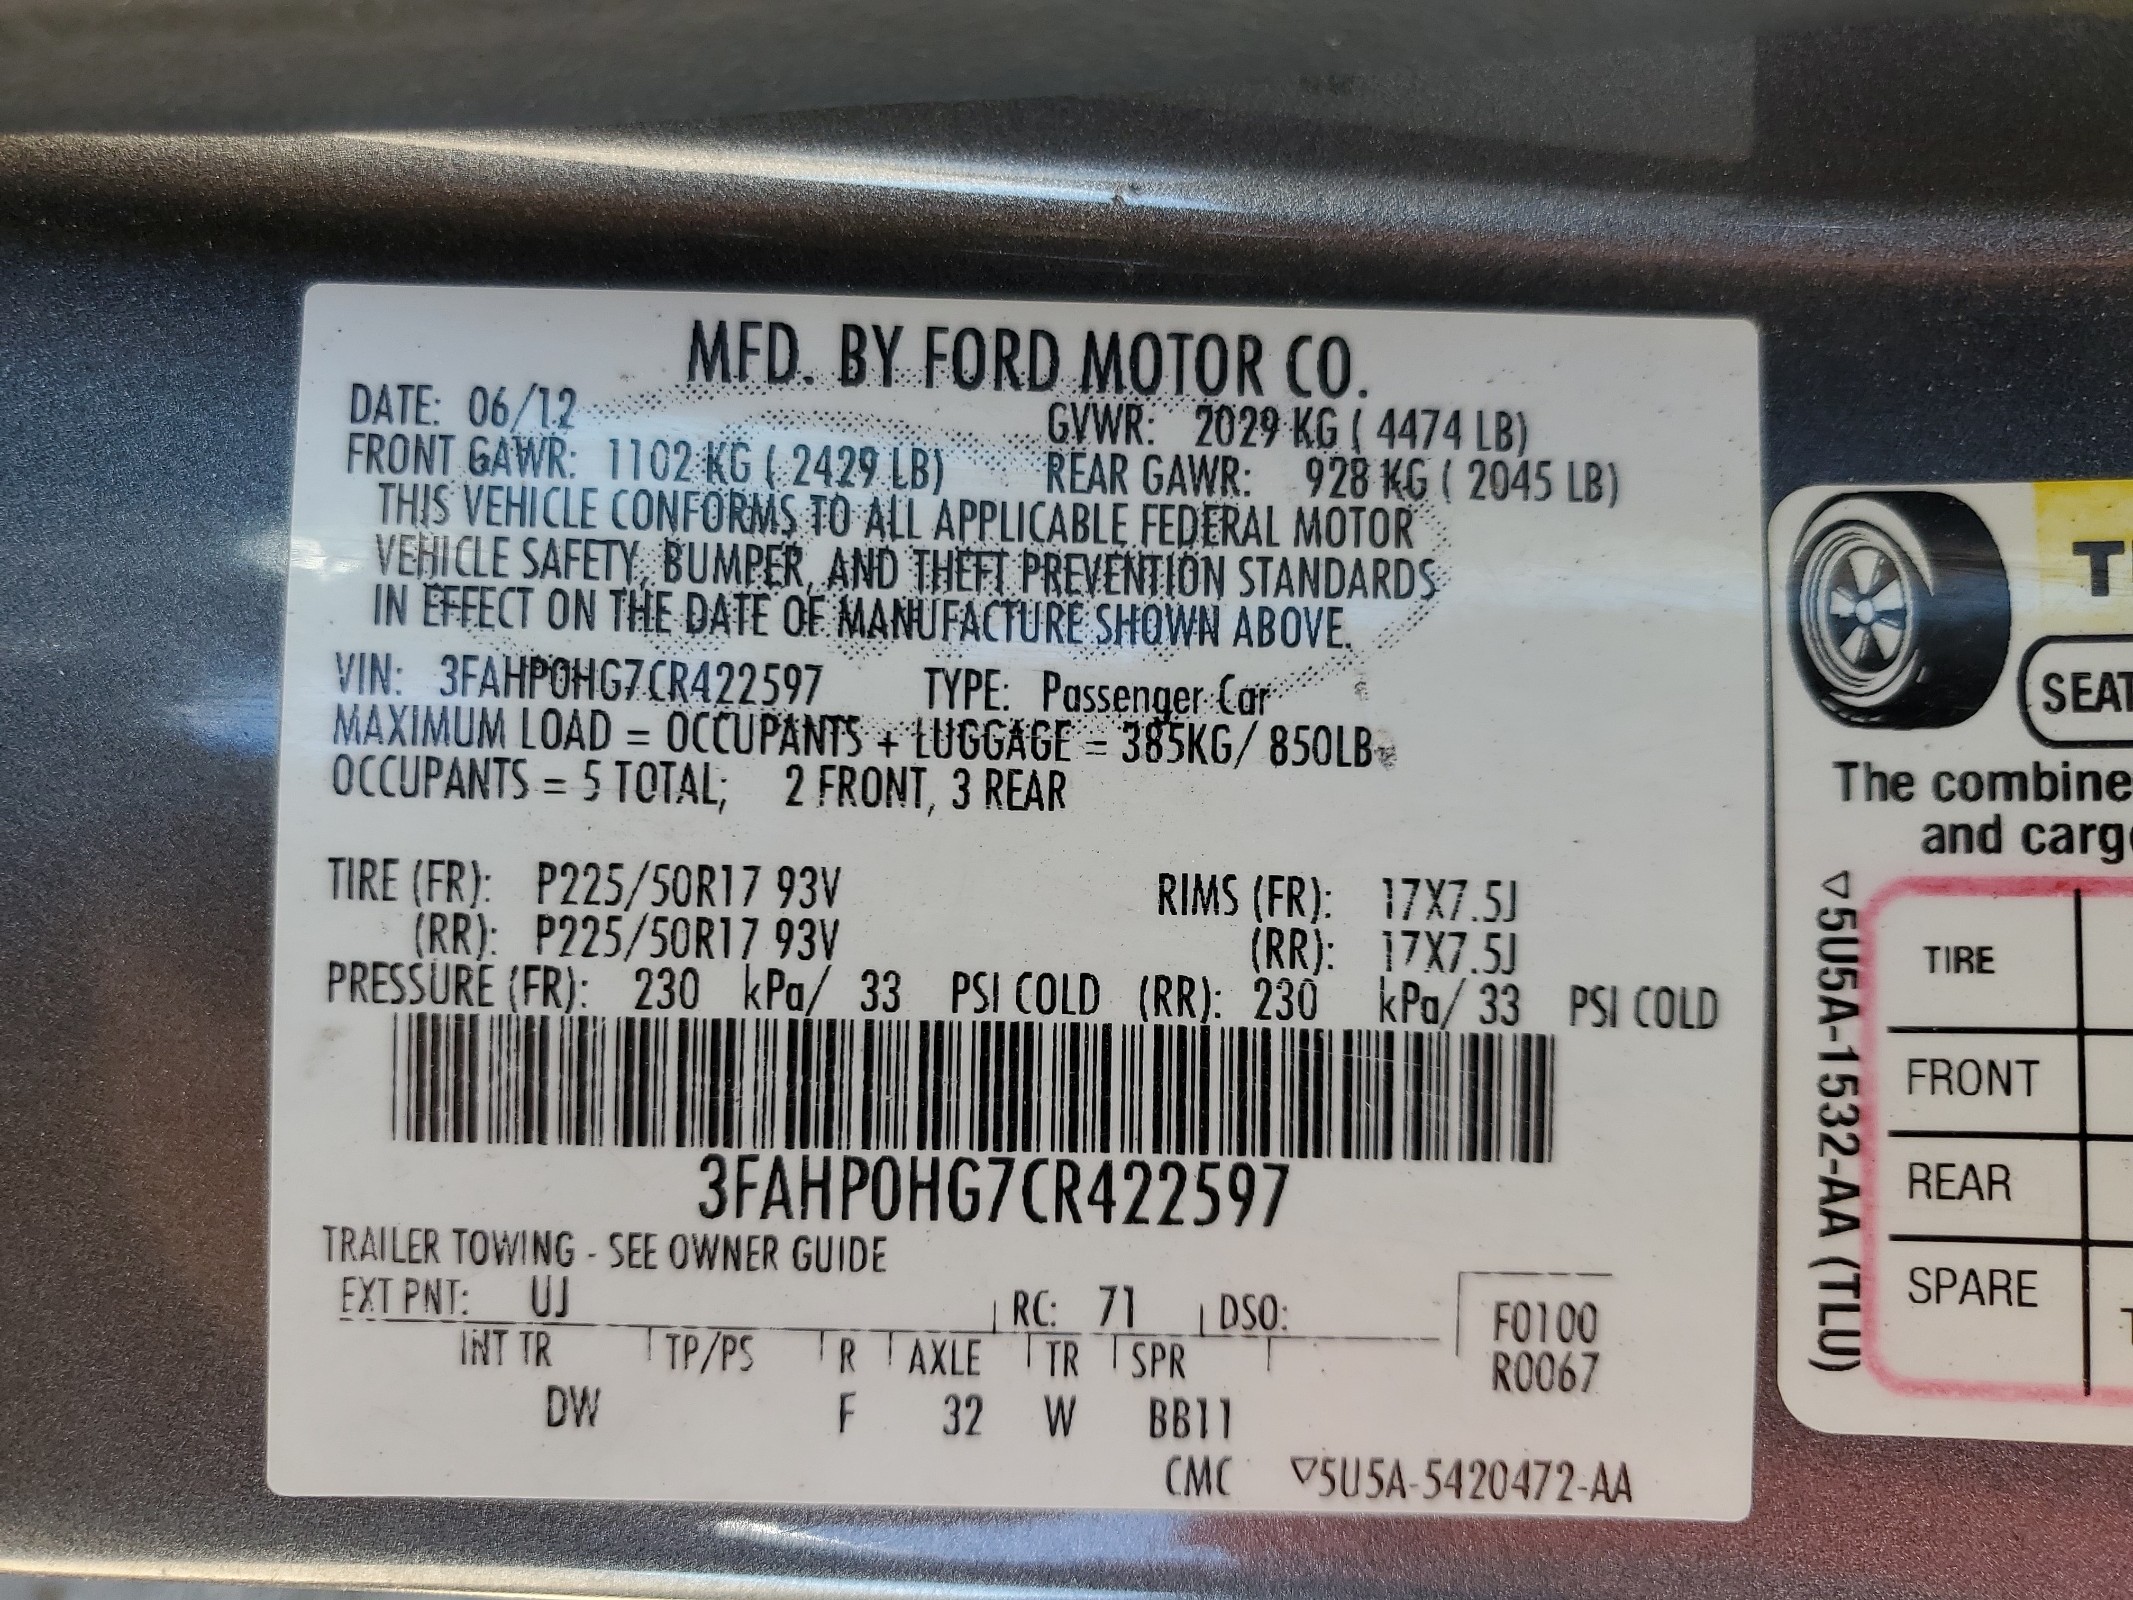 MFD. BY FORD MOTOR CO.
DATE: 06/12 GVWR: 2029 KG ( 4474 LB)
FRONT GAWR: 1102 KG ( 2429 LB) REAR GAWR: 928 KG ( 2045 LB)
THIS VEHICLE CONFORMS TO ALL APPLICABLE FEDERAL MOTOR
VEHICLE SAFETY, BUMPER, AND THEFT PREVENTION STANDARDS
IN EFFECT ON THE DATE OF MANUFACTURE SHOWN ABOVE.
VIN: 3FAHP0HG7CR422597 TYPE: Passenger Car
MAXIMUM LOAD = OCCUPANTS + LUGGAGE = 385KG/ 850LB
OCCUPANTS = 5 TOTAL; 2 FRONT, 3 REAR
TIRE (FR): P225/50R17 93V RIMS (FR): 17X7.5J
(RR): P225/50R17 93V (RR): 17X7.5J
PRESSURE (FR): 230 kPa/ 33 PSI COLD (RR): 230 kPa/ 33 PSI COLD
3FAHP0HG7CR422597
TRAILER TOWING - SEE OWNER GUIDE
EXT PNT: UJ RC: 71 DSO:
F0100
R0067
INT TR TP/PS R AXLE TR SPR
DW F 32 W BB11
CMC ▽5U5A-5420472-AA
SEAT
The combine
and carg
▽5U5A-1532-AA (TLU)
TIRE
FRONT
REAR
SPARE